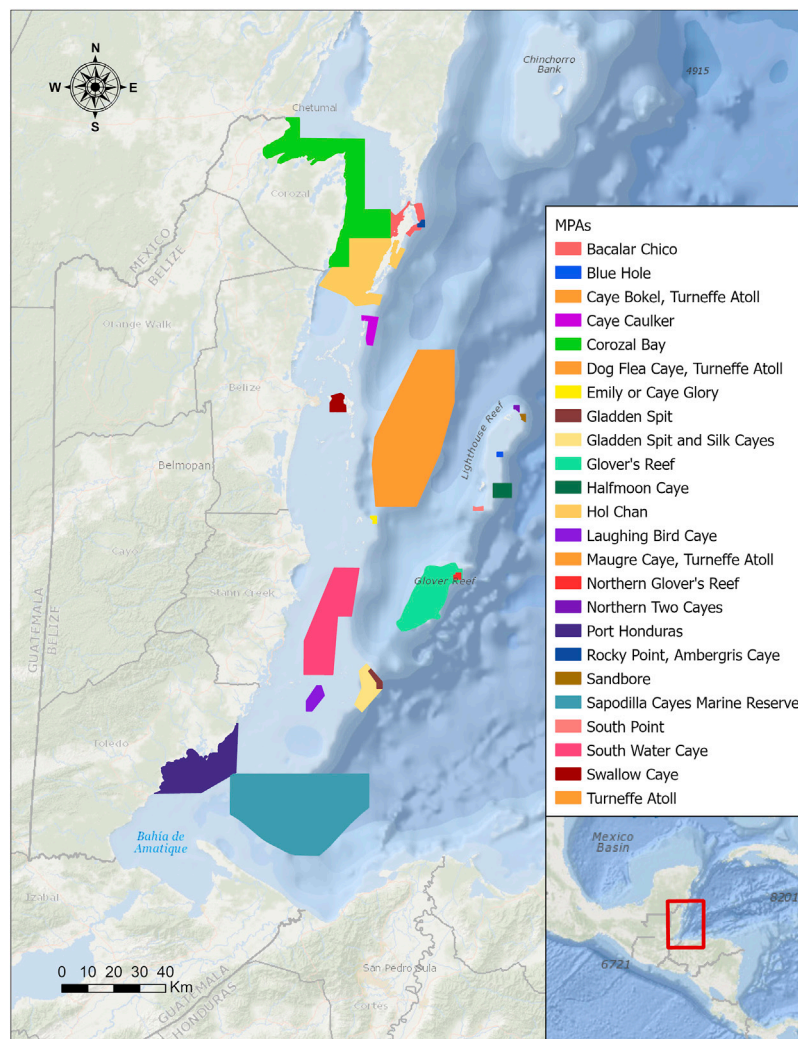 N
W
E
S
Chetumal
Chinchorro
Bank
4915
Corozal
MEXICO
BELIZE
Orange Walk
Belize
Belmopan
Lighthouse Reef
Cayo
Stann Creek
Glover Reef
GUATEMALA
BELIZE
Toledo
Bahía de
Amatique
Izabal
San Pedro Sula
Cortés
GUATEMALA
HONDURAS
0 10 20 30 40
Km
MPAs
Bacalar Chico
Blue Hole
Caye Bokel, Turneffe Atoll
Caye Caulker
Corozal Bay
Dog Flea Caye, Turneffe Atoll
Emily or Caye Glory
Gladden Spit
Gladden Spit and Silk Cayes
Glover's Reef
Halfmoon Caye
Hol Chan
Laughing Bird Caye
Maugre Caye, Turneffe Atoll
Northern Glover's Reef
Northern Two Cayes
Port Honduras
Rocky Point, Ambergris Caye
Sandbore
Sapodilla Cayes Marine Reserve
South Point
South Water Caye
Swallow Caye
Turneffe Atoll
Mexico
Basin
8201
6721